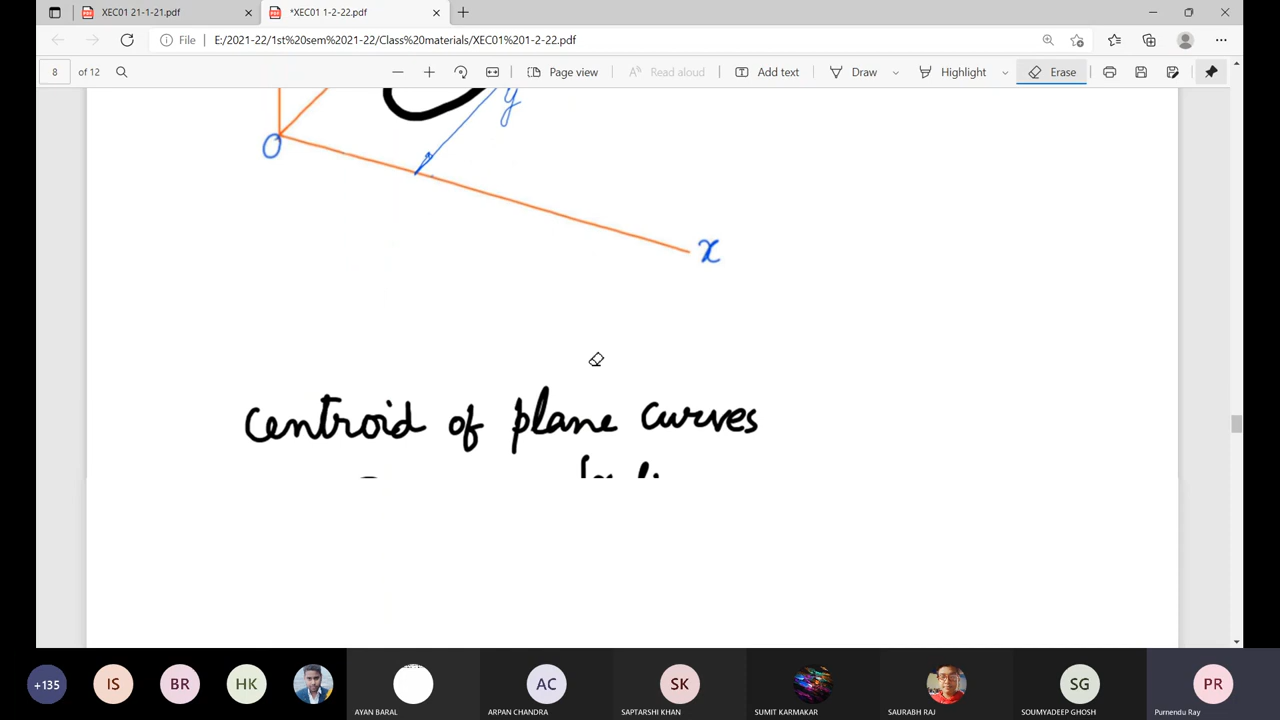 XEC01 21-1-21.pdf
*XEC01 1-2-22.pdf
File E:/2021-22/1st%20sem%2021-22/Class%20materials/XEC01%201-2-22.pdf
8 of 12 Page view Read aloud Add text Draw Highlight Erase
y
O
x
Centroid of plane curves
+135 IS BR HK AC SK SG PR
AYAN BARAL ARPAN CHANDRA SAPTARSHI KHAN SUMIT KARMAKAR SAURABH RAJ SOUMYADEEP GHOSH Purnendu Ray